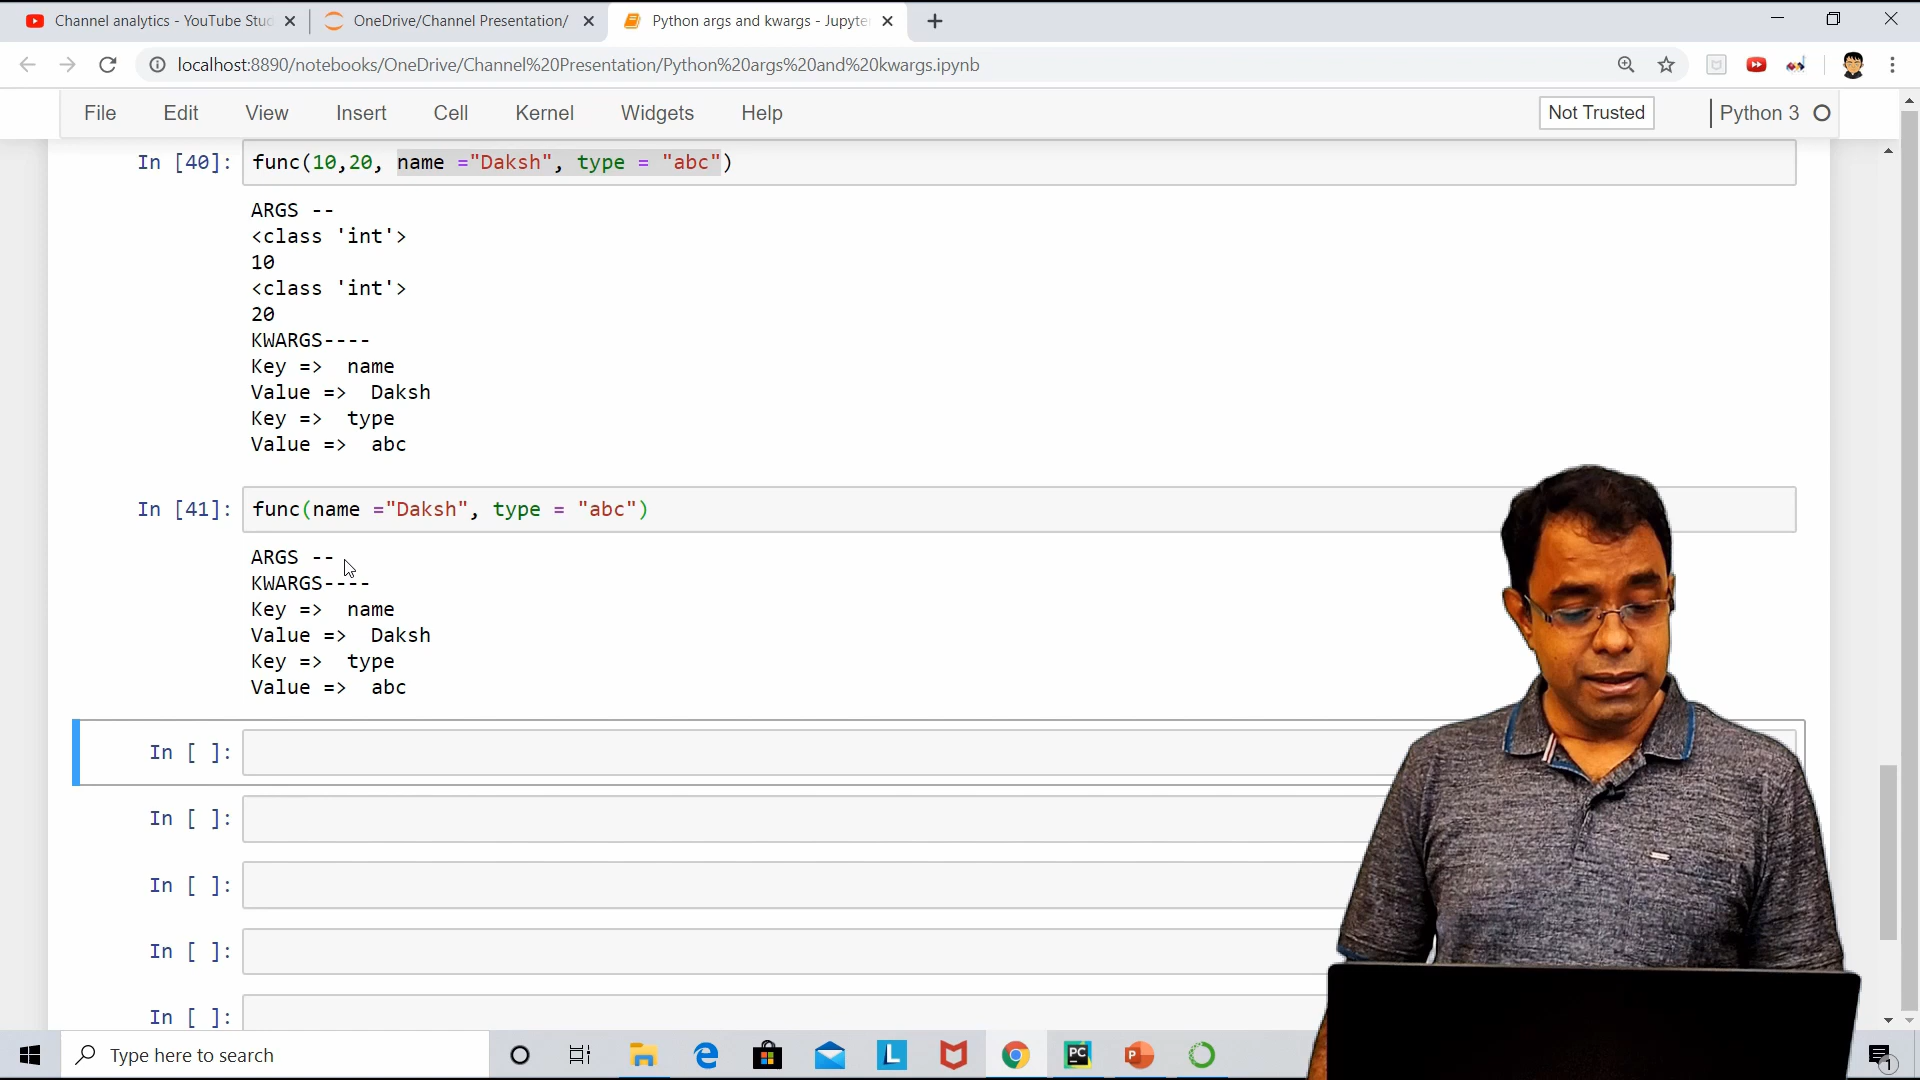 Channel analytics - YouTube Stud
OneDrive/Channel Presentation/
Python args and kwargs - Jupyte
localhost:8890/notebooks/OneDrive/Channel%20Presentation/Python%20args%20and%20kwargs.ipynb
File Edit View Insert Cell Kernel Widgets Help Not Trusted Python 3
In [40]: func(10,20, name ="Daksh", type = "abc")
ARGS --
<class 'int'>
10
<class 'int'>
20
KWARGS----
Key =>  name
Value =>  Daksh
Key =>  type
Value =>  abc
In [41]: func(name ="Daksh", type = "abc")
ARGS --
KWARGS----
Key =>  name
Value =>  Daksh
Key =>  type
Value =>  abc
In [ ]:
In [ ]:
In [ ]:
In [ ]:
In [ ]:
Type here to search
L
PC
P
1